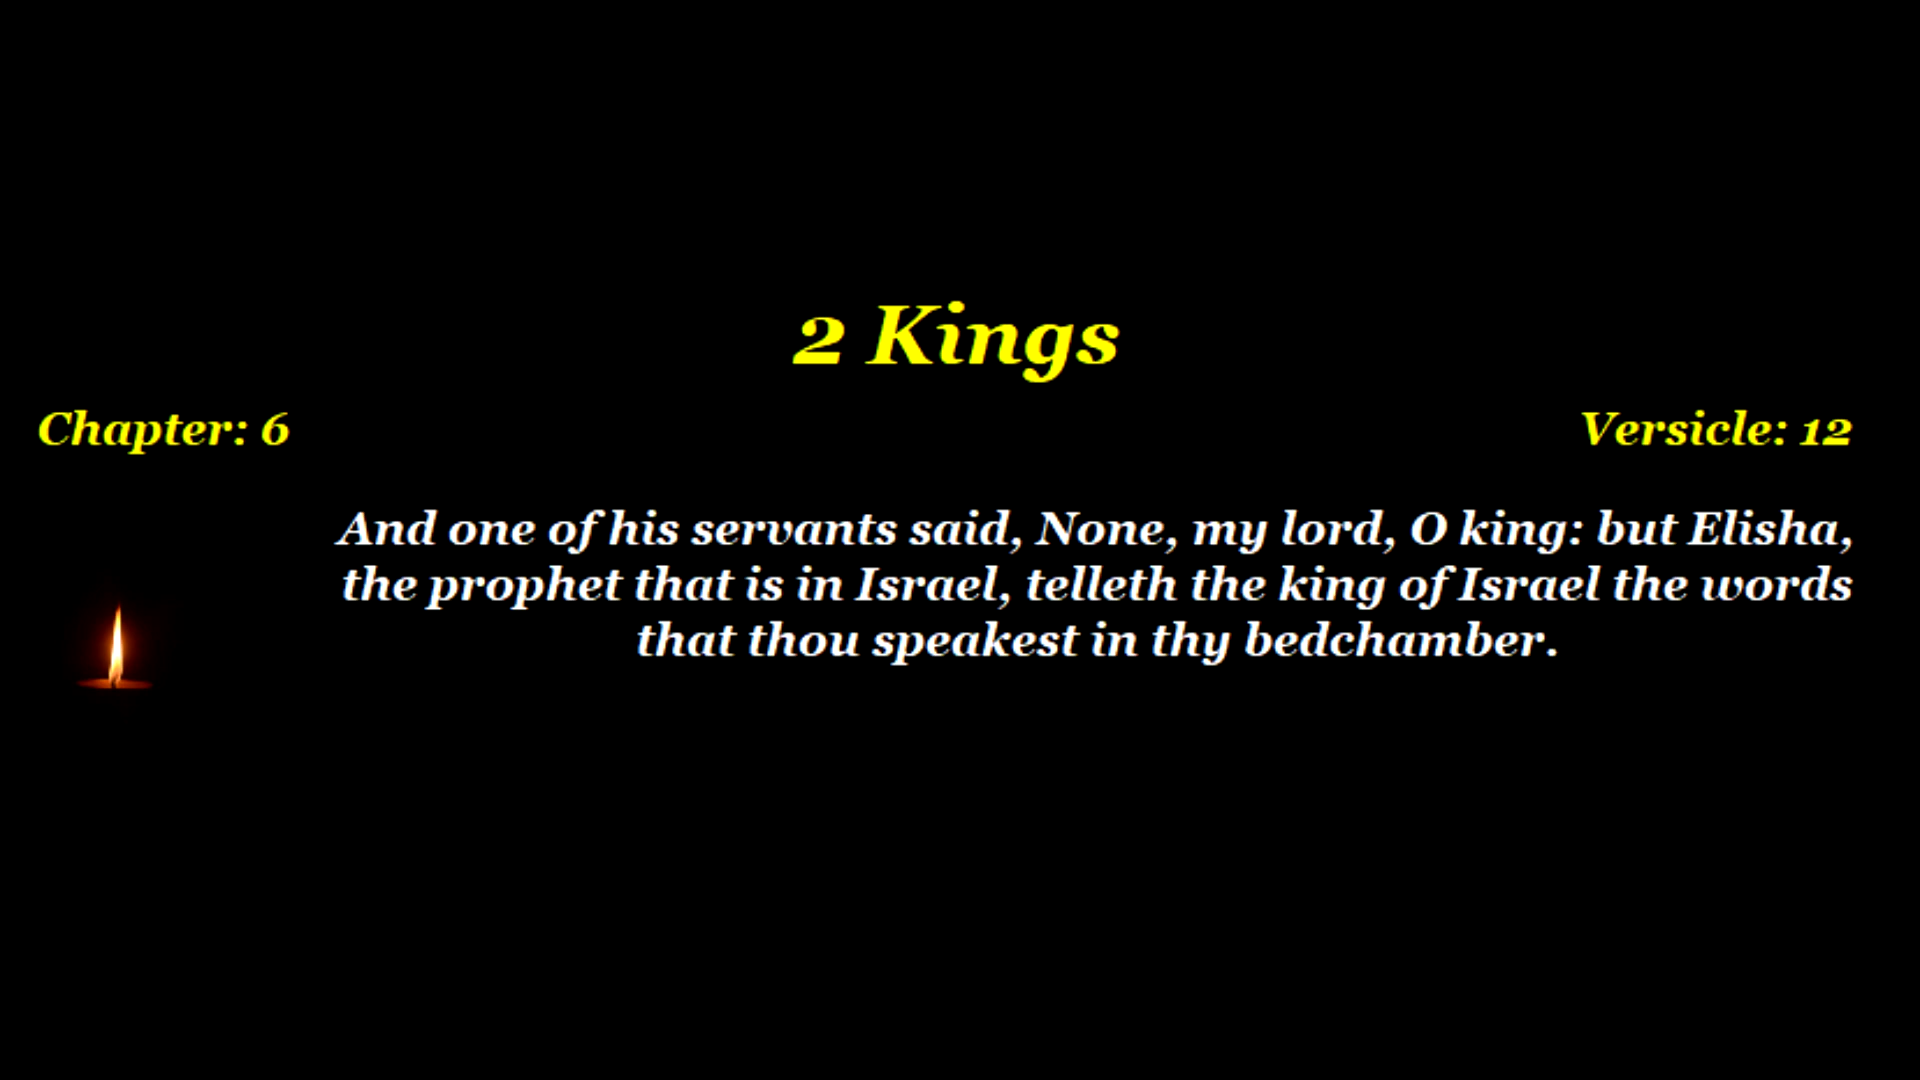 2 Kings
Chapter: 6
Versicle: 12
And one of his servants said, None, my lord, O king: but Elisha,
the prophet that is in Israel, telleth the king of Israel the words
that thou speakest in thy bedchamber.